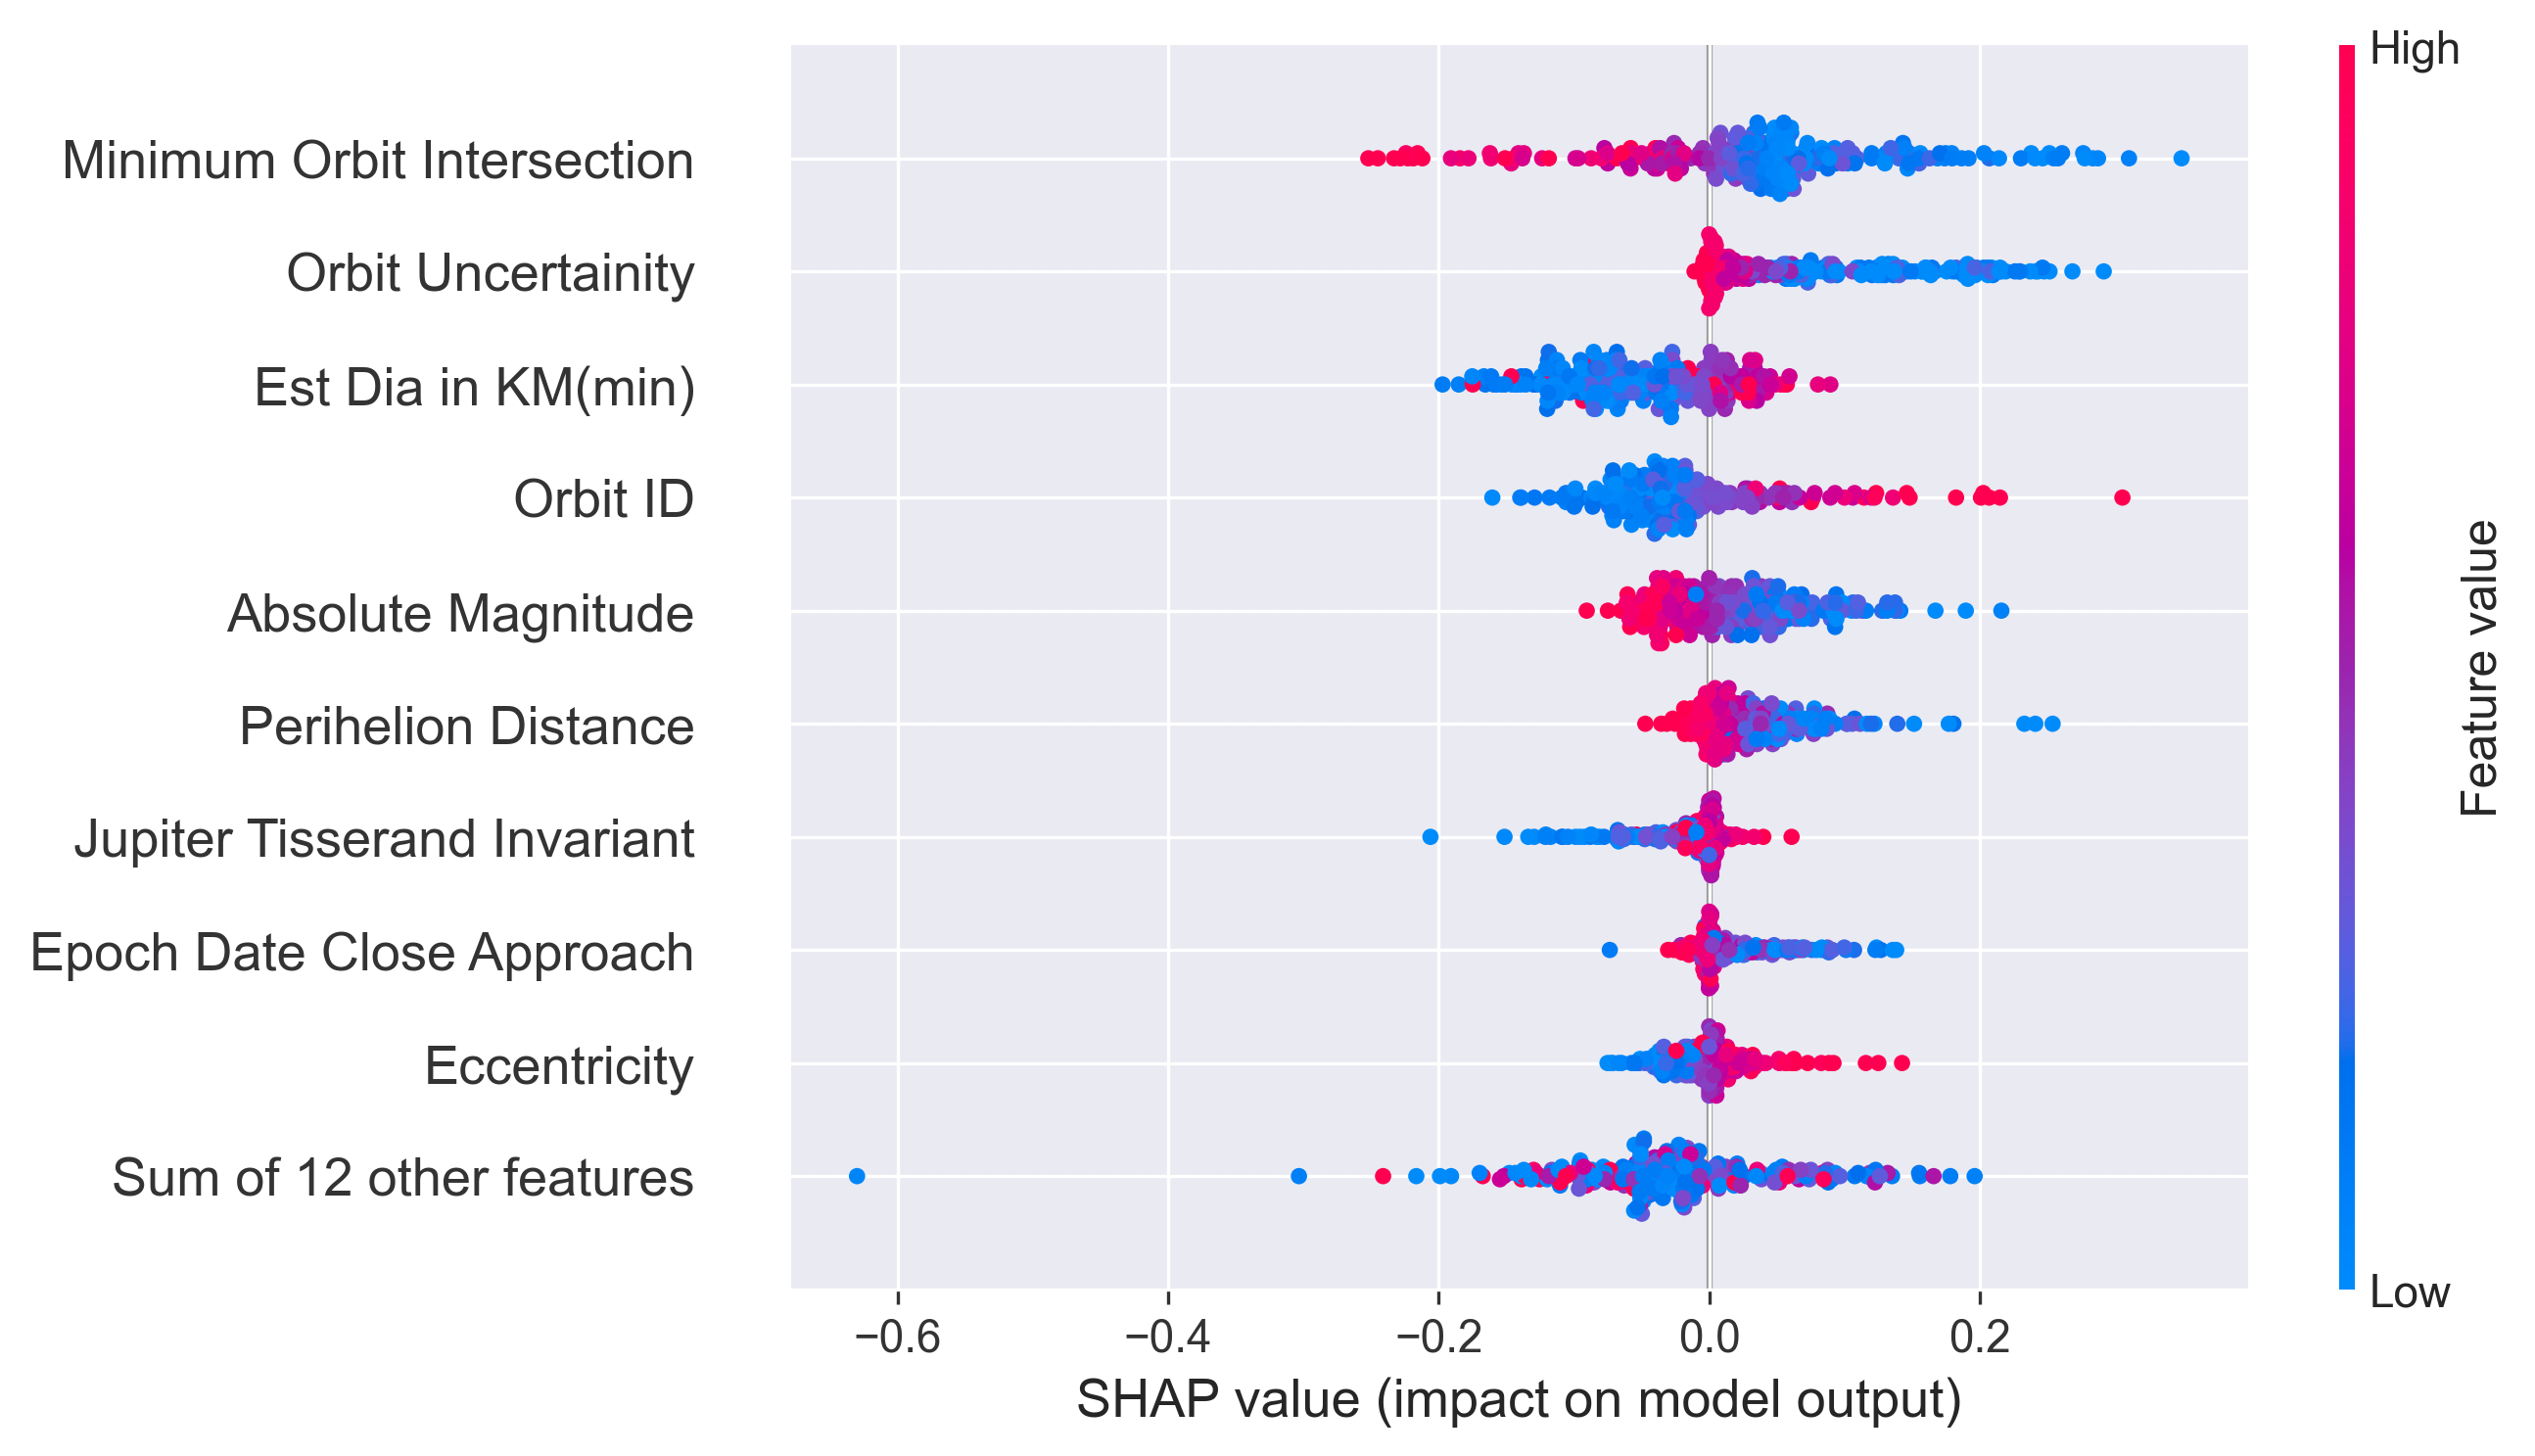 High
Minimum Orbit Intersection
Orbit Uncertainity
Est Dia in KM(min)
Orbit ID
Absolute Magnitude
Perihelion Distance
Jupiter Tisserand Invariant
Epoch Date Close Approach
Eccentricity
Sum of 12 other features
Feature value
Low
−0.6 −0.4 −0.2 0.0 0.2
SHAP value (impact on model output)